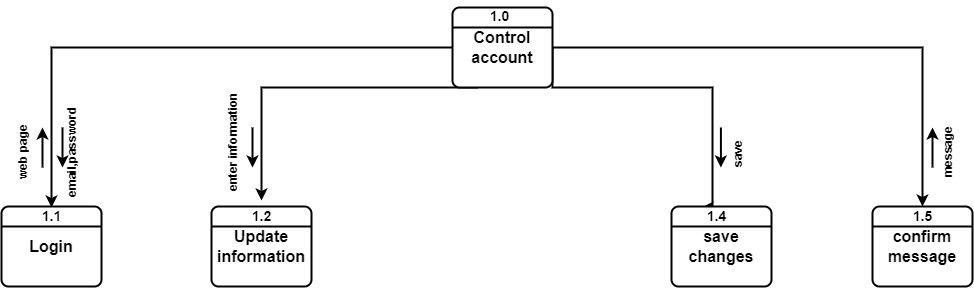 1.0
Control
account
web page
email,password
enter information
save
message
1.1
Login
1.2
Update
information
1.4
save
changes
1.5
confirm
message